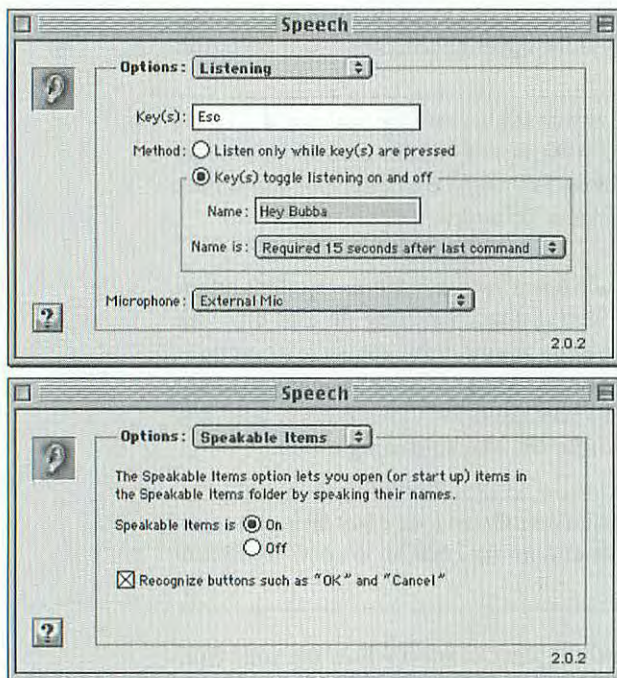 Speech
Options: Listening
Key(s): Esc
Method: Listen only while key(s) are pressed
Key(s) toggle listening on and off
Name: Hey Bubba
Name is: Required 15 seconds after last command
Microphone: External Mic
?
2.0.2
Speech
Options: Speakable Items
The Speakable Items option lets you open (or start up) items in
the Speakable Items folder by speaking their names.
Speakable Items is On
Off
Recognize buttons such as "OK" and "Cancel"
?
2.0.2